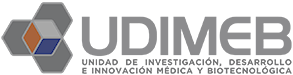 UDIMEB
UNIDAD DE INVESTIGACIÓN, DESARROLLO
E INNOVACIÓN MÉDICA Y BIOTECNOLÓGICA